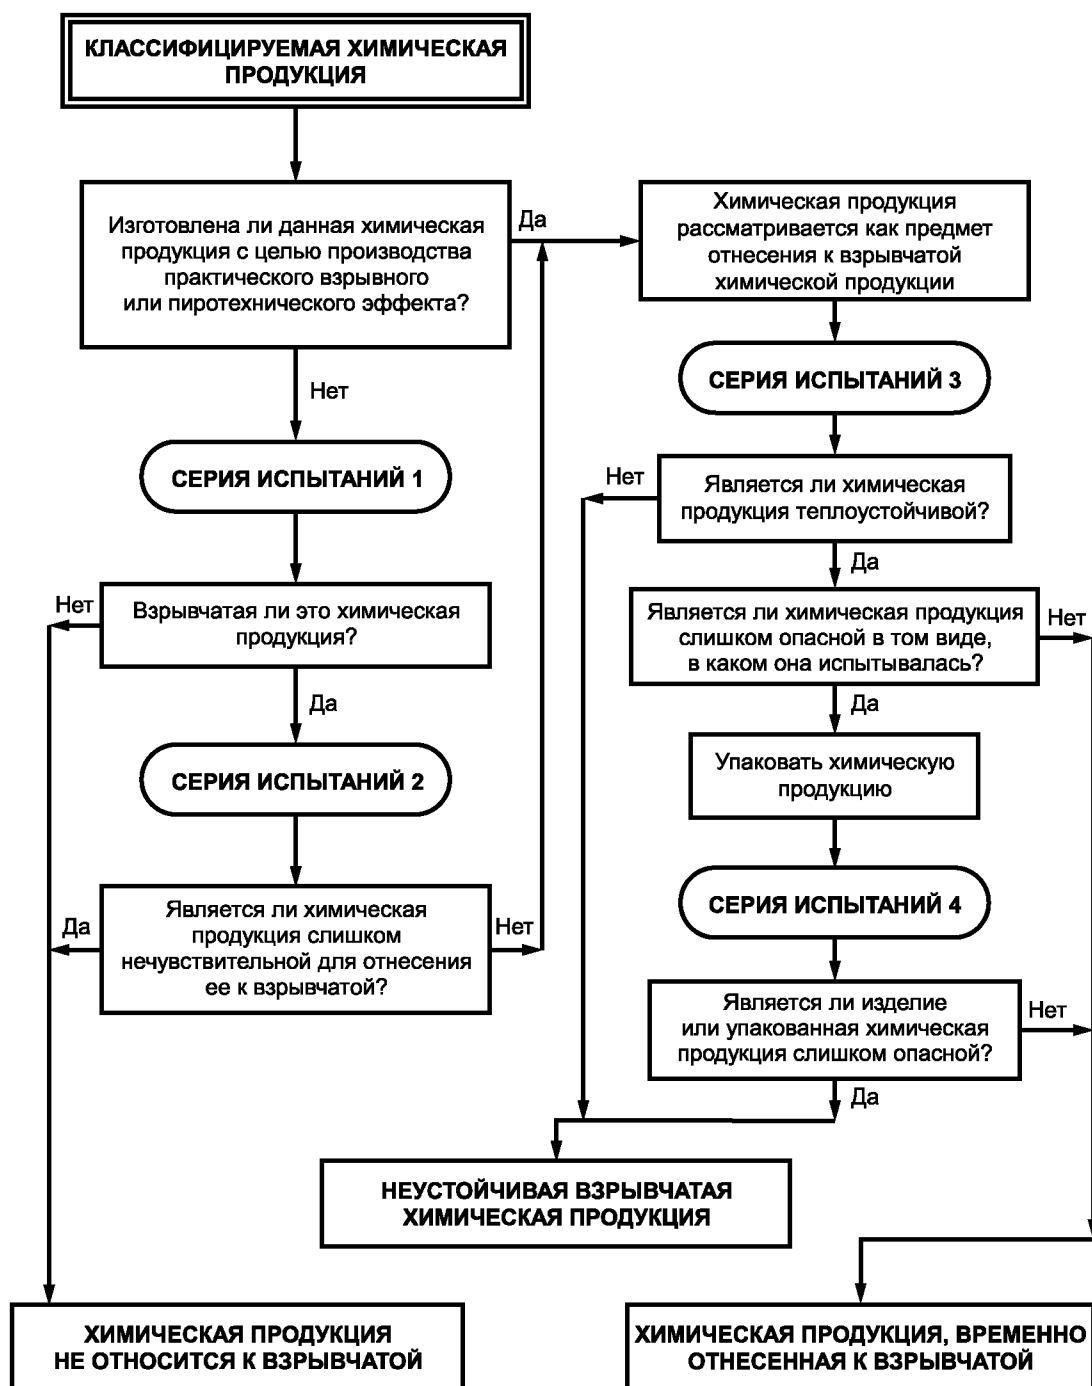 КЛАССИФИЦИРУЕМАЯ ХИМИЧЕСКАЯ
ПРОДУКЦИЯ
Изготовлена ли данная химическая
продукция с целью производства
практического взрывного
или пиротехнического эффекта?
Да
Нет
СЕРИЯ ИСПЫТАНИЙ 1
Взрывчатая ли это химическая
продукция?
Нет
Да
СЕРИЯ ИСПЫТАНИЙ 2
Является ли химическая
продукция слишком
нечувствительной для отнесения
ее к взрывчатой?
Да
Нет
Химическая продукция
рассматривается как предмет
отнесения к взрывчатой
химической продукции
СЕРИЯ ИСПЫТАНИЙ 3
Является ли химическая
продукция теплоустойчивой?
Нет
Да
Является ли химическая продукция
слишком опасной в том виде,
в каком она испытывалась?
Нет
Да
Упаковать химическую
продукцию
СЕРИЯ ИСПЫТАНИЙ 4
Является ли изделие
или упакованная химическая
продукция слишком опасной?
Нет
Да
НЕУСТОЙЧИВАЯ ВЗРЫВЧАТАЯ
ХИМИЧЕСКАЯ ПРОДУКЦИЯ
ХИМИЧЕСКАЯ ПРОДУКЦИЯ
НЕ ОТНОСИТСЯ К ВЗРЫВЧАТОЙ
ХИМИЧЕСКАЯ ПРОДУКЦИЯ, ВРЕМЕННО
ОТНЕСЕННАЯ К ВЗРЫВЧАТОЙ